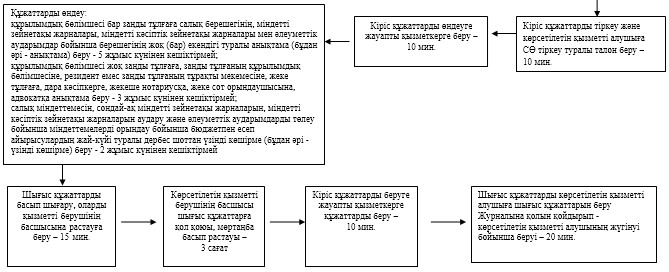 Құжаттарды өңдеу:
құрылымдық бөлімшесі бар заңды тұлғаға салық берешегінің, міндетті
зейнетақы жарналары, міндетті кәсіптік зейнетақы жарналары мен әлеуметтік
аударымдар бойынша берешегінің жоқ (бар) екендігі туралы анықтама (бұдан
әрі - анықтама) беру - 5 жұмыс күнінен кешіктірмей;
құрылымдық бөлімшесі жоқ заңды тұлғаға, заңды тұлғаның құрылымдық
бөлімшесіне, резидент емес заңды тұлғаның тұрақты мекемесіне, жеке
тұлғаға, дара кәсіпкерге, жекеше нотариусқа, жеке сот орындаушысына,
адвокатқа анықтама беру - 3 жұмыс күнінен кешіктірмей;
салық міндеттемесін, сондай-ақ міндетті зейнетақы жарналарын, міндетті
кәсіптік зейнетақы жарналарын аудару және әлеуметтік аударымдарды төлеу
бойынша міндеттемелерді орындау бойынша бюджетпен есеп
айырысулардың жай-күйі туралы дербес шоттан үзінді көшірме (бұдан әрі -
үзінді көшірме) беру - 2 жұмыс күнінен кешіктірмей
Кіріс құжаттарды өңдеуге
жауапты қызметкерге беру –
10 мин.
Кіріс құжаттарды тіркеу және
көрсетілетін қызметті алушыға
СӨ тіркеу туралы талон беру –
10 мин.
Шығыс құжаттарды
басып шығару, оларды
қызметті берушінің
басшысына растауға
беру – 15 мин.
Көрсетілетін қызметті
берушінің басшысы
шығыс құжаттарға
қол қоюы, мөртаңба
басып растауы –
3 сағат
Кіріс құжаттарды беруге
жауапты қызметкерге
құжаттарды беру –
10 мин.
Шығыс құжаттарды көрсетілетін қызметті
алушыға шығыс құжаттарын беру
Журналына қолын қойдырып -
көрсетілетін қызметті алушының жүгінуі
бойынша беруі – 20 мин.